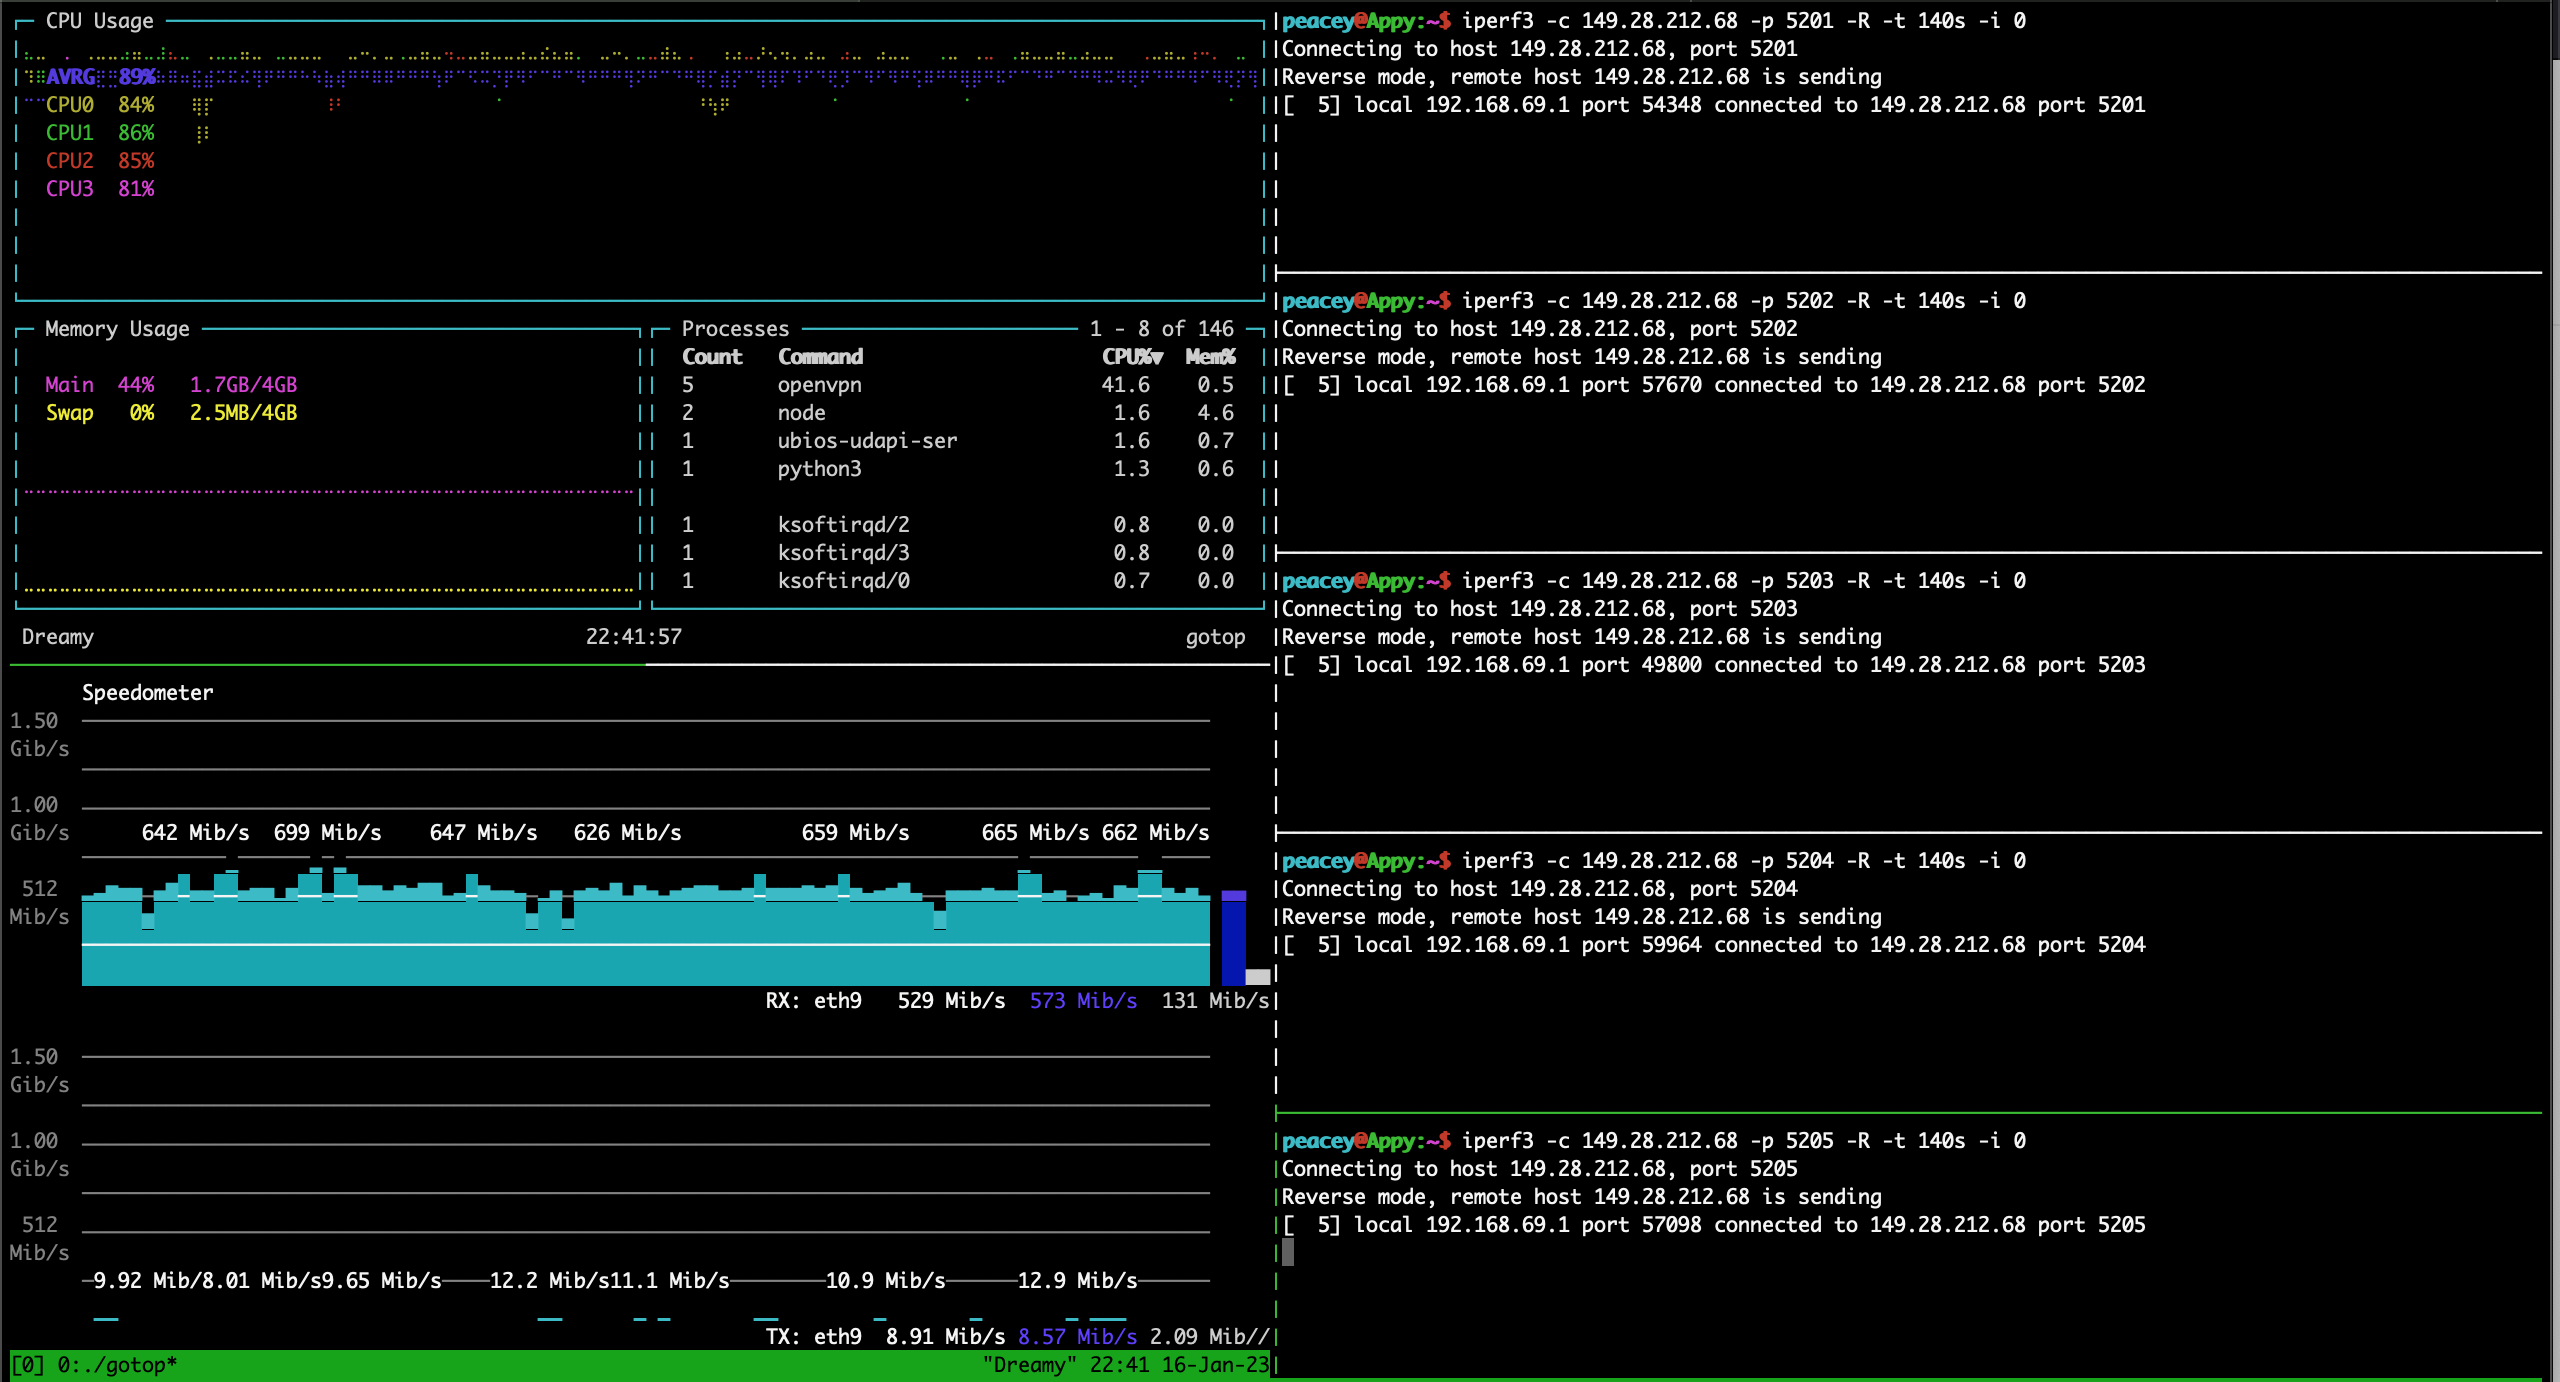 CPU Usage
AVRG 89%
CPU0 84%
CPU1 86%
CPU2 85%
CPU3 81%
Memory Usage
Main 44% 1.7GB/4GB
Swap 0% 2.5MB/4GB
Processes 1 - 8 of 146
Count Command CPU%▼ Mem%
5 openvpn 41.6 0.5
2 node 1.6 4.6
1 ubios-udapi-ser 1.6 0.7
1 python3 1.3 0.6
1 ksoftirqd/2 0.8 0.0
1 ksoftirqd/3 0.8 0.0
1 ksoftirqd/0 0.7 0.0
Dreamy 22:41:57 gotop
Speedometer
1.50
Gib/s
1.00
Gib/s
642 Mib/s 699 Mib/s 647 Mib/s 626 Mib/s 659 Mib/s 665 Mib/s 662 Mib/s
512
Mib/s
RX: eth9 529 Mib/s 573 Mib/s 131 Mib/s
1.50
Gib/s
1.00
Gib/s
512
Mib/s
9.92 Mib/8.01 Mib/s9.65 Mib/s 12.2 Mib/s11.1 Mib/s 10.9 Mib/s 12.9 Mib/s
TX: eth9 8.91 Mib/s 8.57 Mib/s 2.09 Mib//
[0] 0:./gotop* "Dreamy" 22:41 16-Jan-23
peacey@Appy:~$ iperf3 -c 149.28.212.68 -p 5201 -R -t 140s -i 0
Connecting to host 149.28.212.68, port 5201
Reverse mode, remote host 149.28.212.68 is sending
[  5] local 192.168.69.1 port 54348 connected to 149.28.212.68 port 5201
peacey@Appy:~$ iperf3 -c 149.28.212.68 -p 5202 -R -t 140s -i 0
Connecting to host 149.28.212.68, port 5202
Reverse mode, remote host 149.28.212.68 is sending
[  5] local 192.168.69.1 port 57670 connected to 149.28.212.68 port 5202
peacey@Appy:~$ iperf3 -c 149.28.212.68 -p 5203 -R -t 140s -i 0
Connecting to host 149.28.212.68, port 5203
Reverse mode, remote host 149.28.212.68 is sending
[  5] local 192.168.69.1 port 49800 connected to 149.28.212.68 port 5203
peacey@Appy:~$ iperf3 -c 149.28.212.68 -p 5204 -R -t 140s -i 0
Connecting to host 149.28.212.68, port 5204
Reverse mode, remote host 149.28.212.68 is sending
[  5] local 192.168.69.1 port 59964 connected to 149.28.212.68 port 5204
peacey@Appy:~$ iperf3 -c 149.28.212.68 -p 5205 -R -t 140s -i 0
Connecting to host 149.28.212.68, port 5205
Reverse mode, remote host 149.28.212.68 is sending
[  5] local 192.168.69.1 port 57098 connected to 149.28.212.68 port 5205